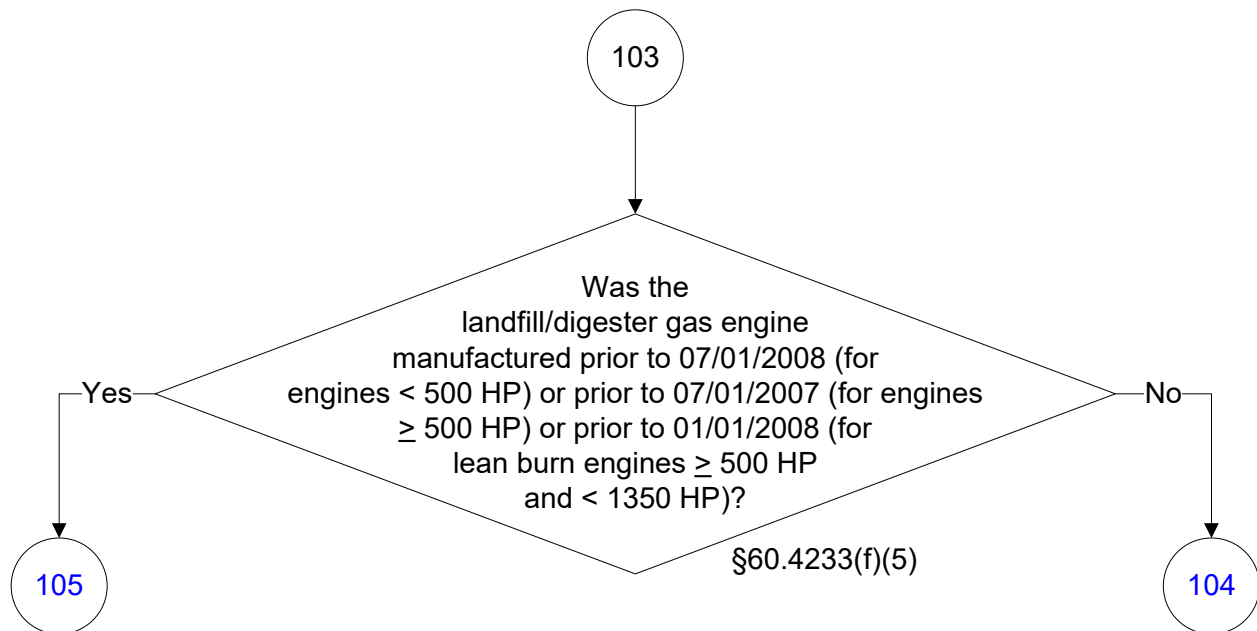 103
Was the
landfill/digester gas engine
manufactured prior to 07/01/2008 (for
engines < 500 HP) or prior to 07/01/2007 (for engines
≥ 500 HP) or prior to 01/01/2008 (for
lean burn engines ≥ 500 HP
and < 1350 HP)?
Yes
No
§60.4233(f)(5)
105
104